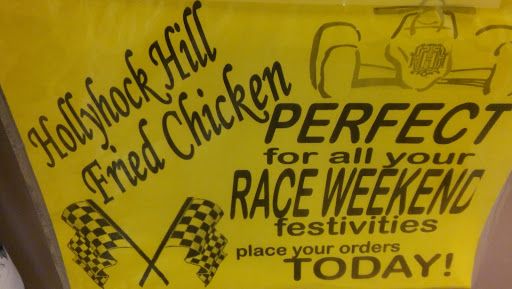 Hollyhock Hill
Fried Chicken
PERFECT
for all your
RACE WEEKEND
festivities
place your orders
TODAY!